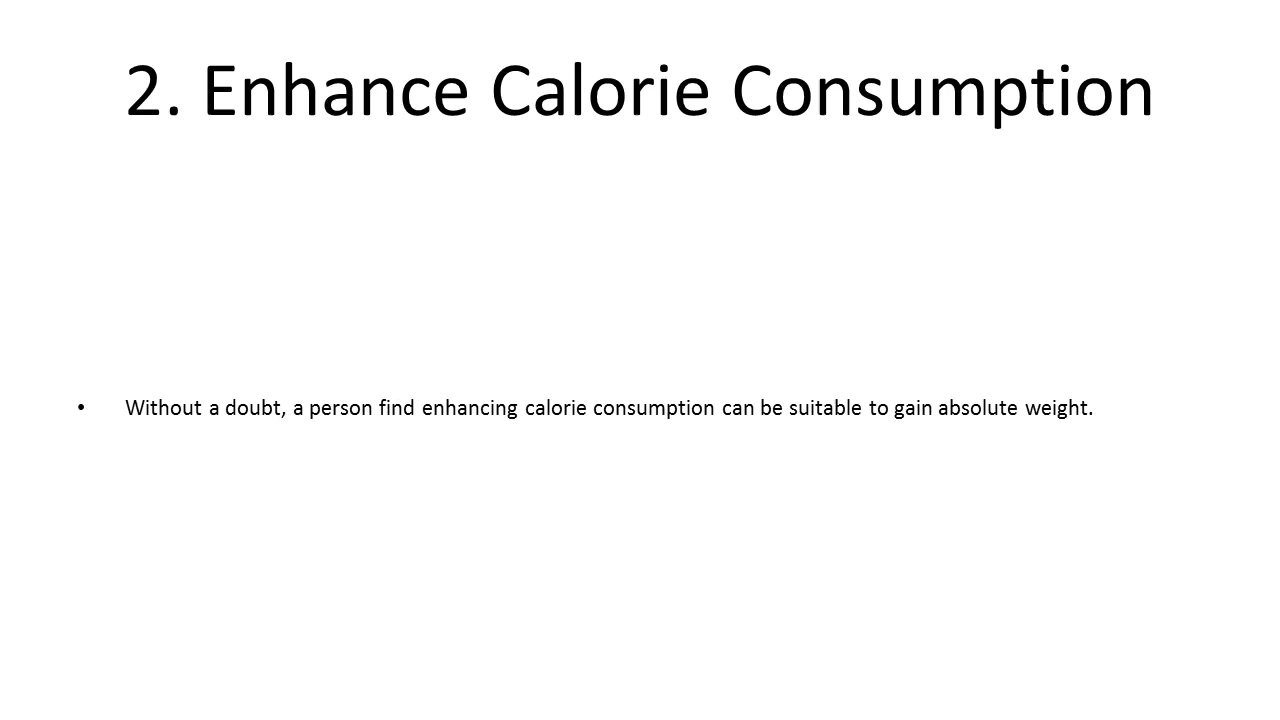 2. Enhance Calorie Consumption
• Without a doubt, a person find enhancing calorie consumption can be suitable to gain absolute weight.